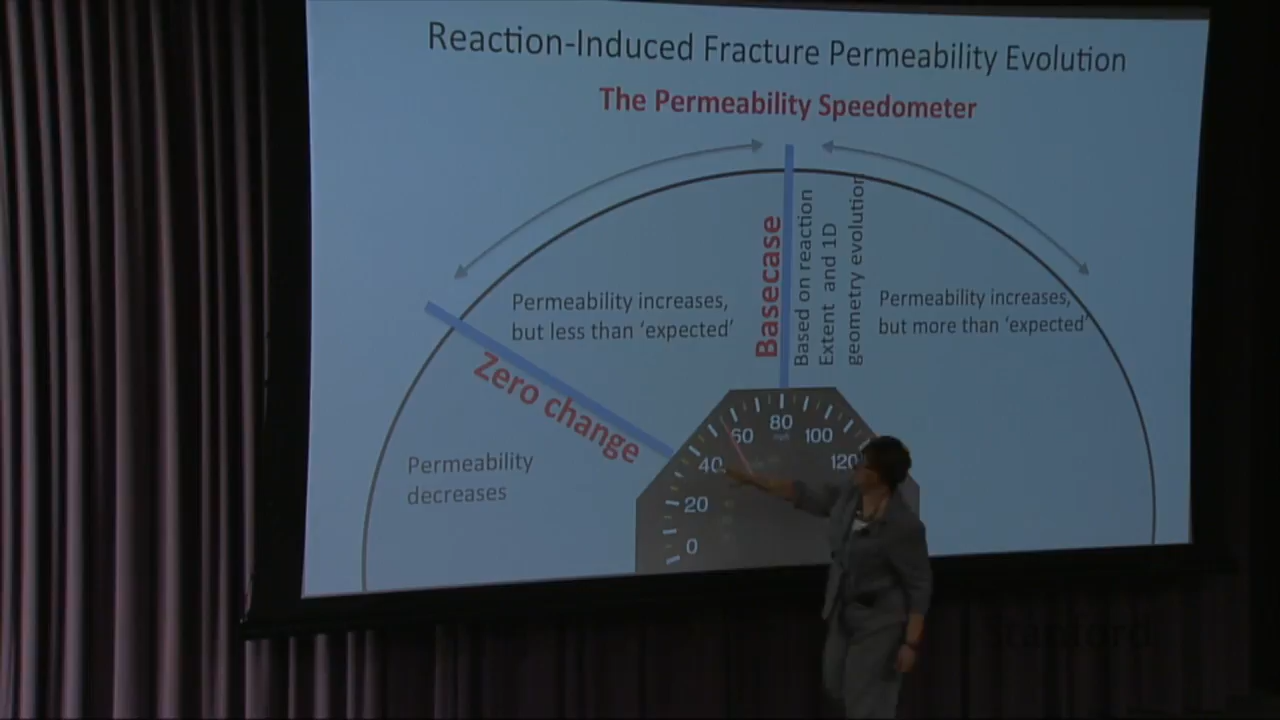 Reaction-Induced Fracture Permeability Evolution
The Permeability Speedometer
Permeability increases,
but less than ‘expected’
Basecase
Based on reaction
Extent and 1D
geometry evolution
Permeability increases,
but more than ‘expected’
Zero change
Permeability
decreases
0
20
40
60
80
100
120